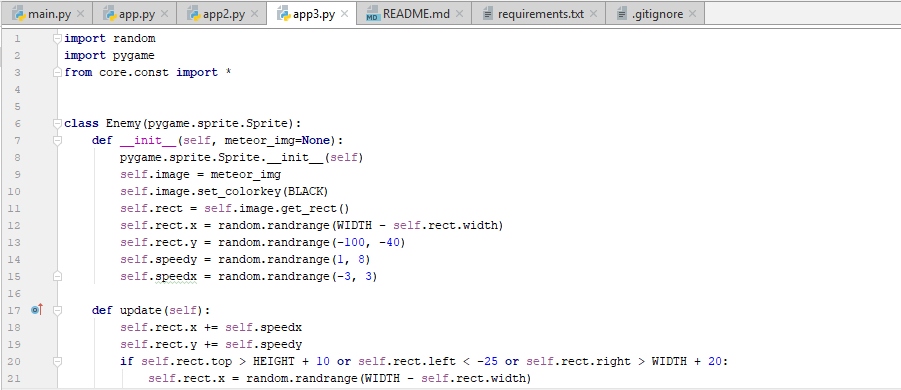 main.py app.py app2.py app3.py README.md requirements.txt .gitignore
1 import random
2 import pygame
3 from core.const import *
4
5
6 class Enemy(pygame.sprite.Sprite):
7     def __init__(self, meteor_img=None):
8         pygame.sprite.Sprite.__init__(self)
9         self.image = meteor_img
10         self.image.set_colorkey(BLACK)
11         self.rect = self.image.get_rect()
12         self.rect.x = random.randrange(WIDTH - self.rect.width)
13         self.rect.y = random.randrange(-100, -40)
14         self.speedy = random.randrange(1, 8)
15         self.speedx = random.randrange(-3, 3)
16
17     def update(self):
18         self.rect.x += self.speedx
19         self.rect.y += self.speedy
20         if self.rect.top > HEIGHT + 10 or self.rect.left < -25 or self.rect.right > WIDTH + 20:
21             self.rect.x = random.randrange(WIDTH - self.rect.width)